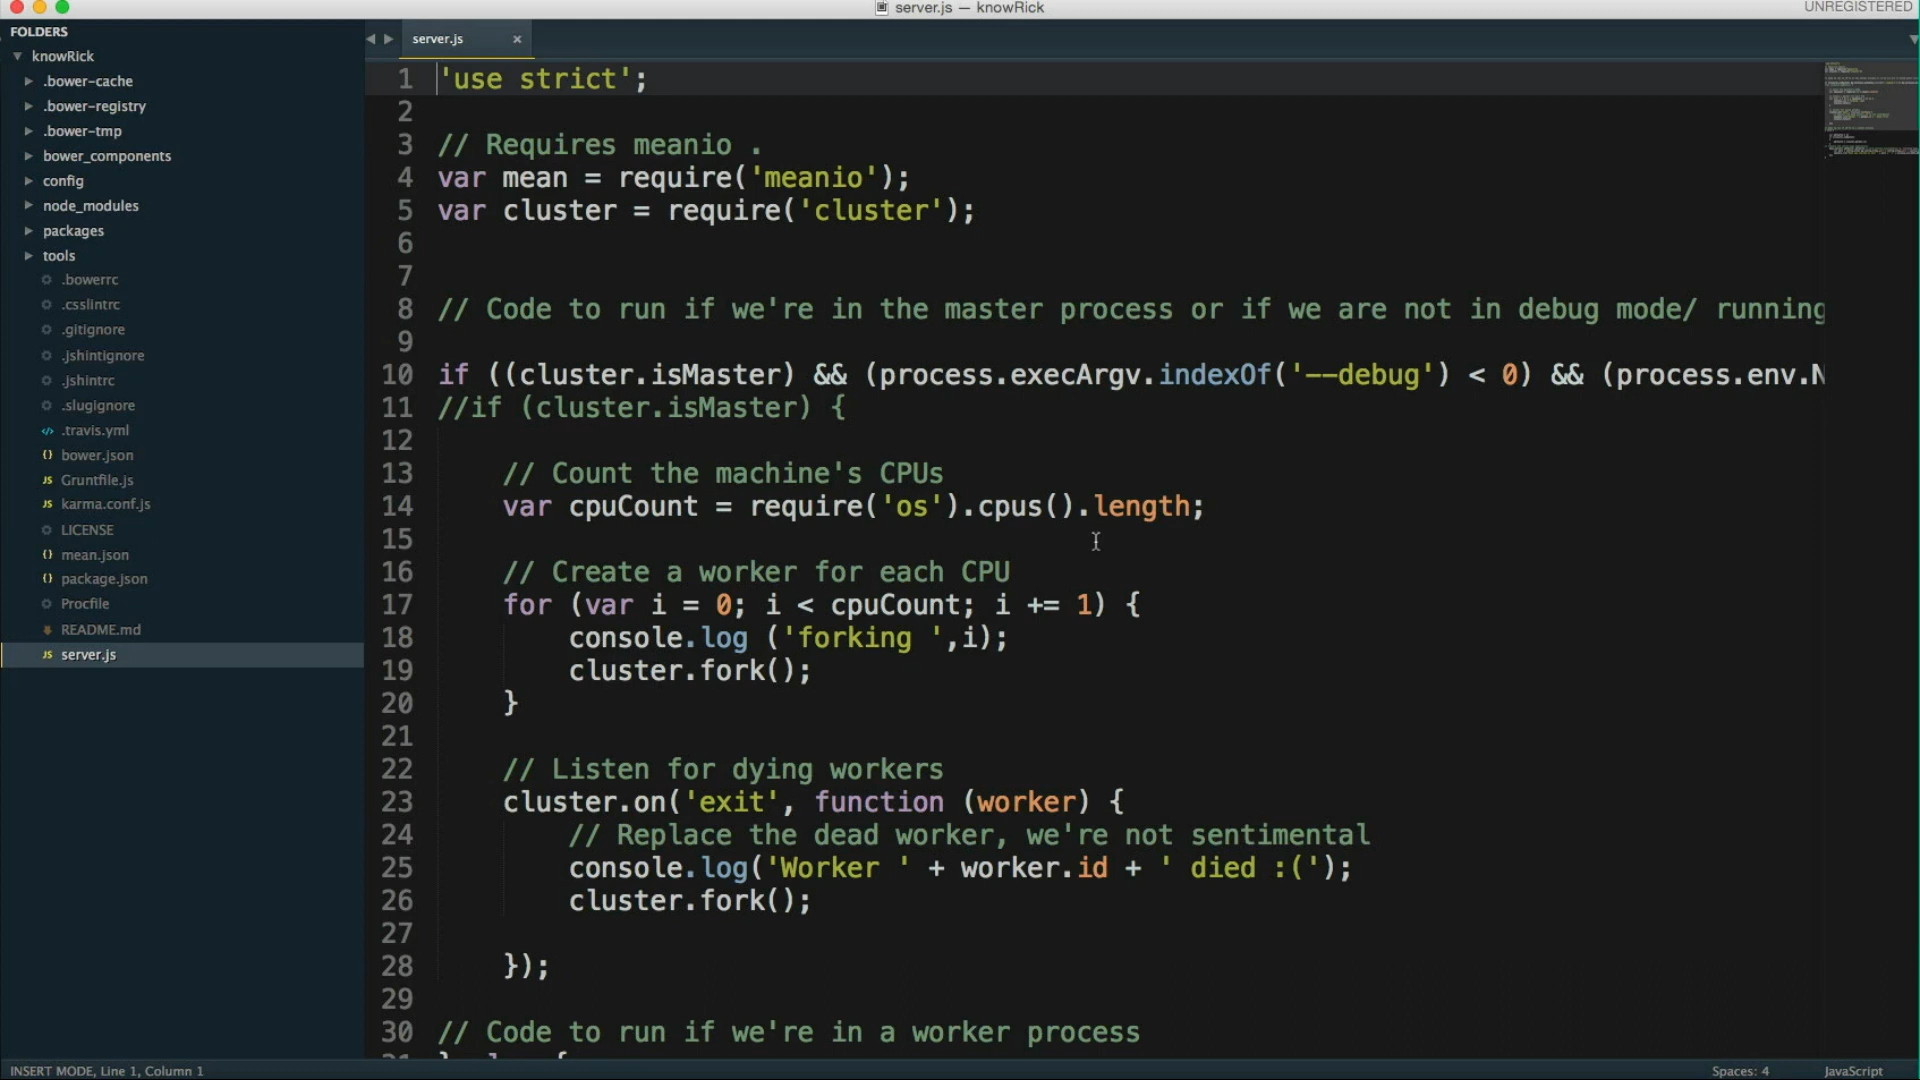 server.js — knowRick
UNREGISTERED
FOLDERS
knowRick
.bower-cache
.bower-registry
.bower-tmp
bower_components
config
node_modules
packages
tools
.bowerrc
.csslintrc
.gitignore
.jshintignore
.jshintrc
.slugignore
.travis.yml
bower.json
Gruntfile.js
karma.conf.js
LICENSE
mean.json
package.json
Procfile
README.md
server.js
server.js
1 'use strict';
2
3 // Requires meanio .
4 var mean = require('meanio');
5 var cluster = require('cluster');
6
7
8 // Code to run if we're in the master process or if we are not in debug mode/ running
9
10 if ((cluster.isMaster) && (process.execArgv.indexOf('--debug') < 0) && (process.env.N
11 //if (cluster.isMaster) {
12
13 // Count the machine's CPUs
14 var cpuCount = require('os').cpus().length;
15
16 // Create a worker for each CPU
17 for (var i = 0; i < cpuCount; i += 1) {
18 console.log ('forking ',i);
19 cluster.fork();
20 }
21
22 // Listen for dying workers
23 cluster.on('exit', function (worker) {
24 // Replace the dead worker, we're not sentimental
25 console.log('Worker ' + worker.id + ' died :(');
26 cluster.fork();
27
28 });
29
30 // Code to run if we're in a worker process
INSERT MODE, Line 1, Column 1
Spaces: 4
JavaScript